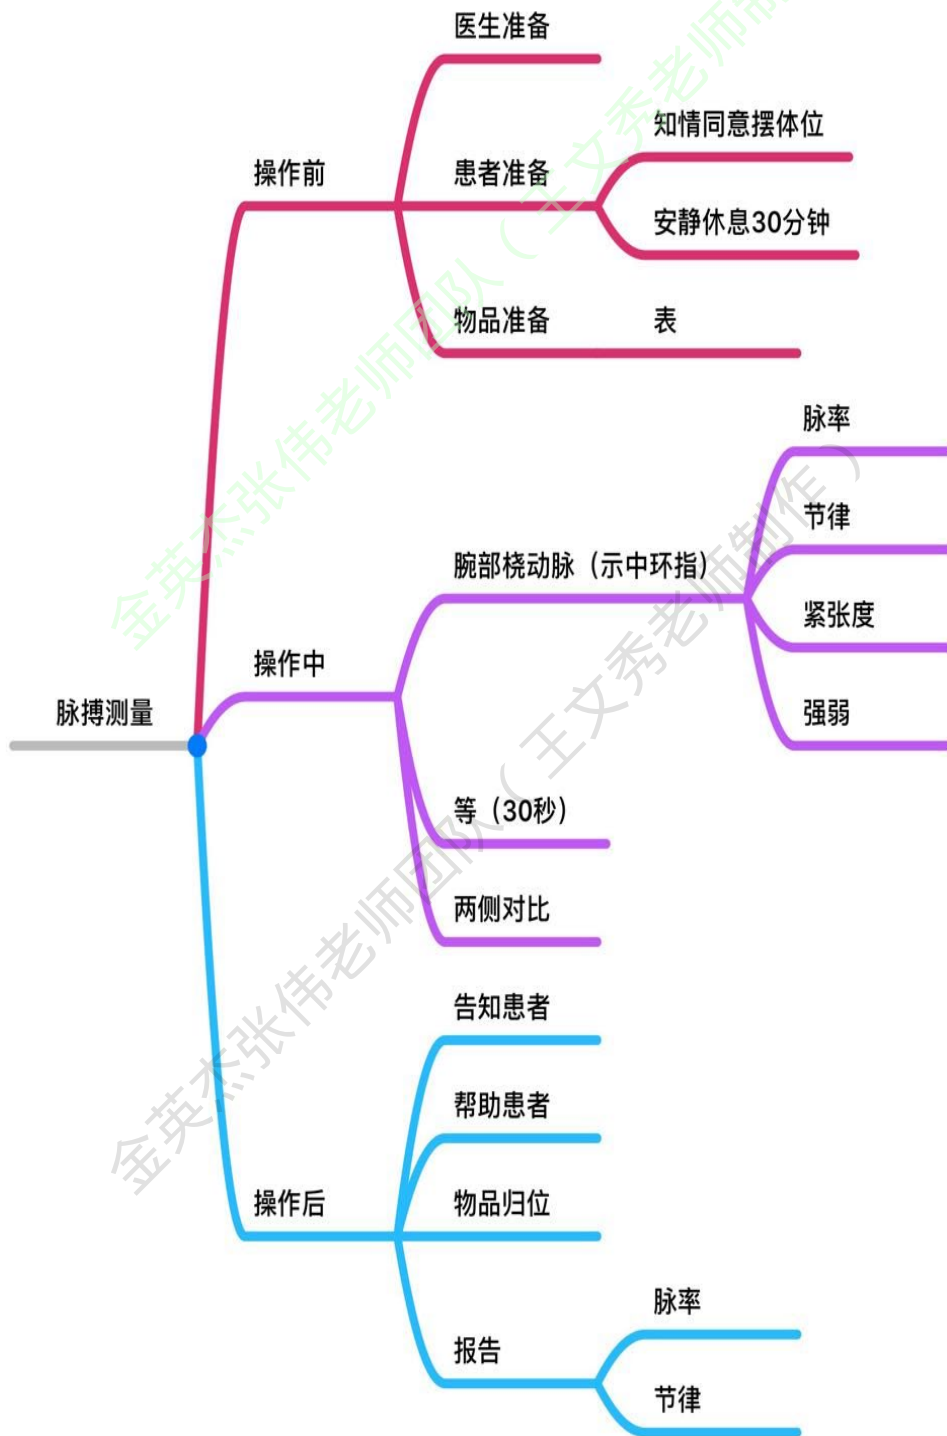 医生准备
知情同意摆体位
操作前
患者准备
安静休息30分钟
物品准备
表
脉率
节律
腕部桡动脉（示中环指）
紧张度
操作中
强弱
脉搏测量
等（30秒）
两侧对比
告知患者
帮助患者
操作后
物品归位
脉率
报告
节律
金英杰张伟老师团队（王文秀老师制
金英杰张伟老师团队（王文秀老师制作）